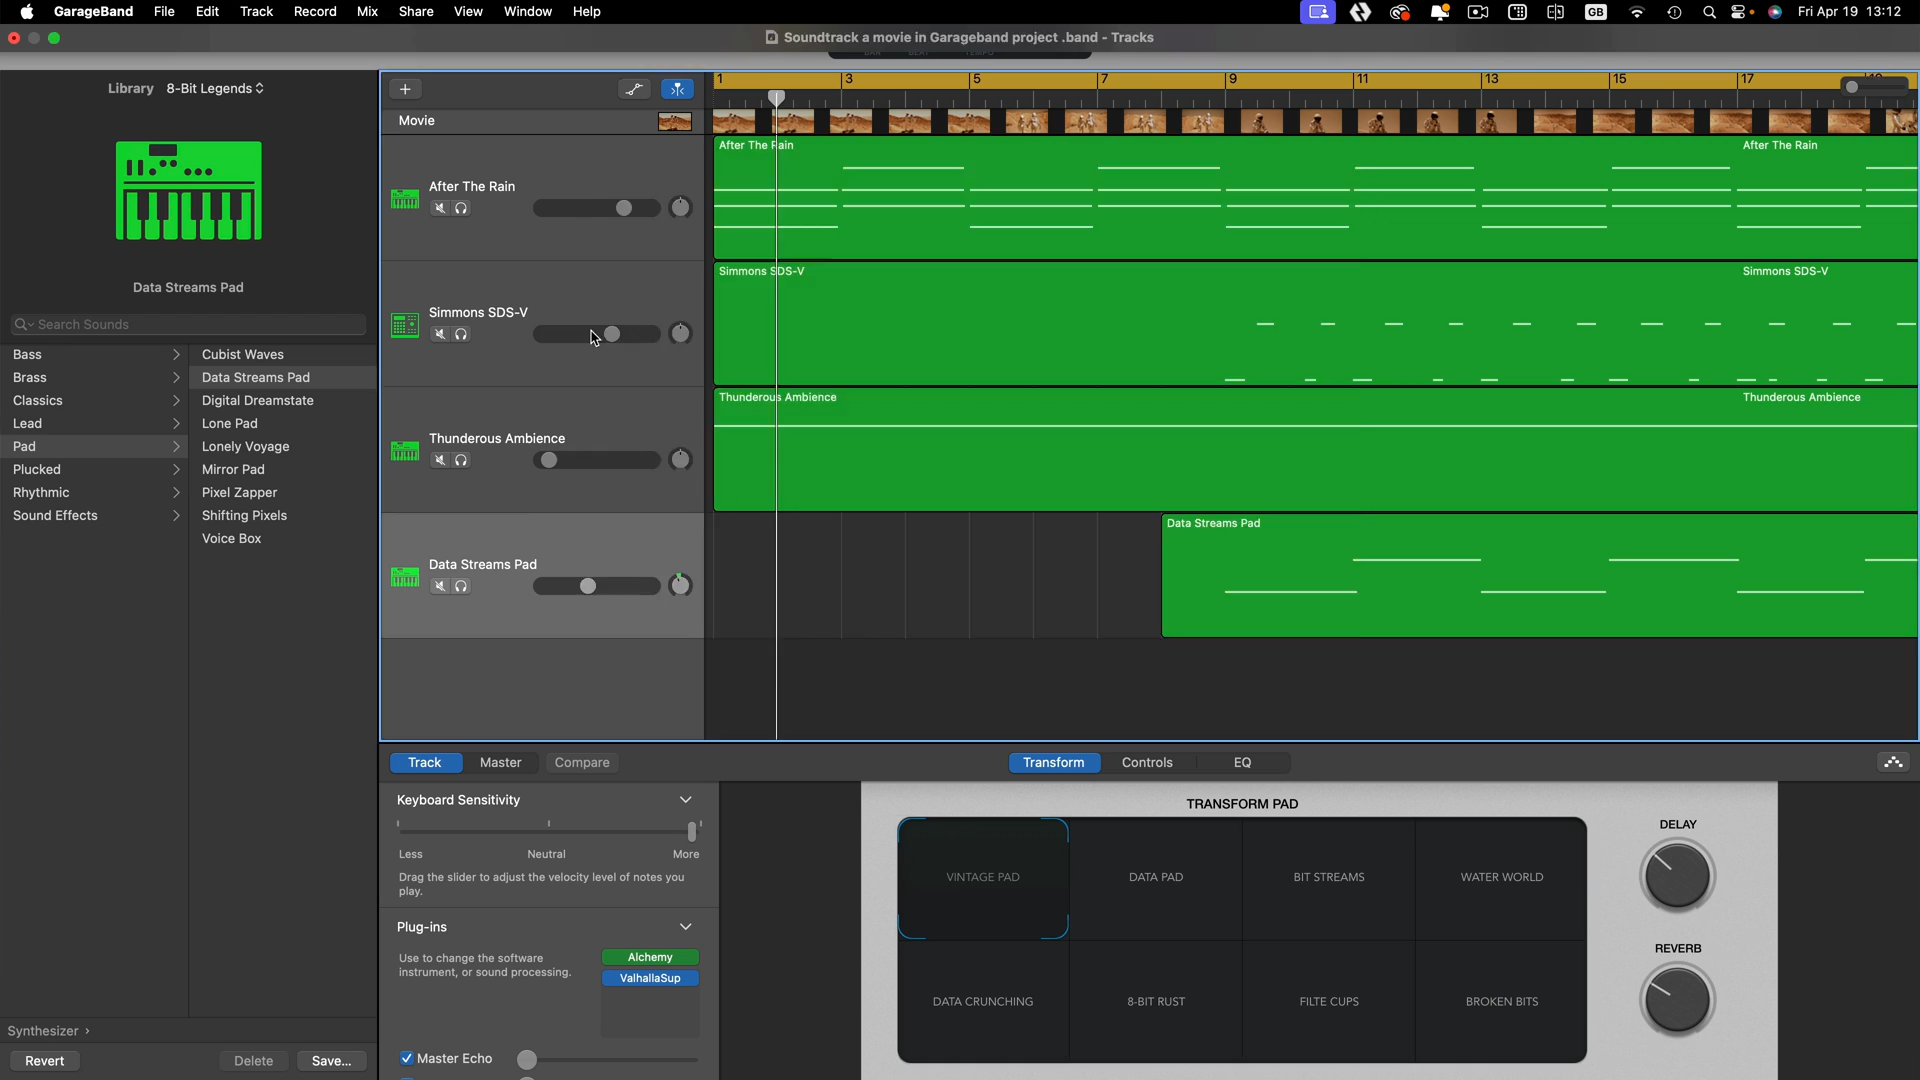 GarageBand File Edit Track Record Mix Share View Window Help
GB Fri Apr 19 13:12
Soundtrack a movie in Garageband project .band - Tracks
Library 8-Bit Legends
Data Streams Pad
Search Sounds
Bass
Brass
Classics
Lead
Pad
Plucked
Rhythmic
Sound Effects
Cubist Waves
Data Streams Pad
Digital Dreamstate
Lone Pad
Lonely Voyage
Mirror Pad
Pixel Zapper
Shifting Pixels
Voice Box
Synthesizer ›
Revert
Delete
Save...
1 3 5 7 9 11 13 15 17
Movie
After The Rain
Simmons SDS-V
Thunderous Ambience
Data Streams Pad
After The Rain After The Rain
Simmons SDS-V Simmons SDS-V
Thunderous Ambience Thunderous Ambience
Data Streams Pad
Track Master Compare
Transform Controls EQ
Keyboard Sensitivity
Less Neutral More
Drag the slider to adjust the velocity level of notes you
play.
Plug-ins
Use to change the software
instrument, or sound processing.
Alchemy
ValhallaSup
Master Echo
TRANSFORM PAD
VINTAGE PAD DATA PAD BIT STREAMS WATER WORLD
DATA CRUNCHING 8-BIT RUST FILTE CUPS BROKEN BITS
DELAY
REVERB